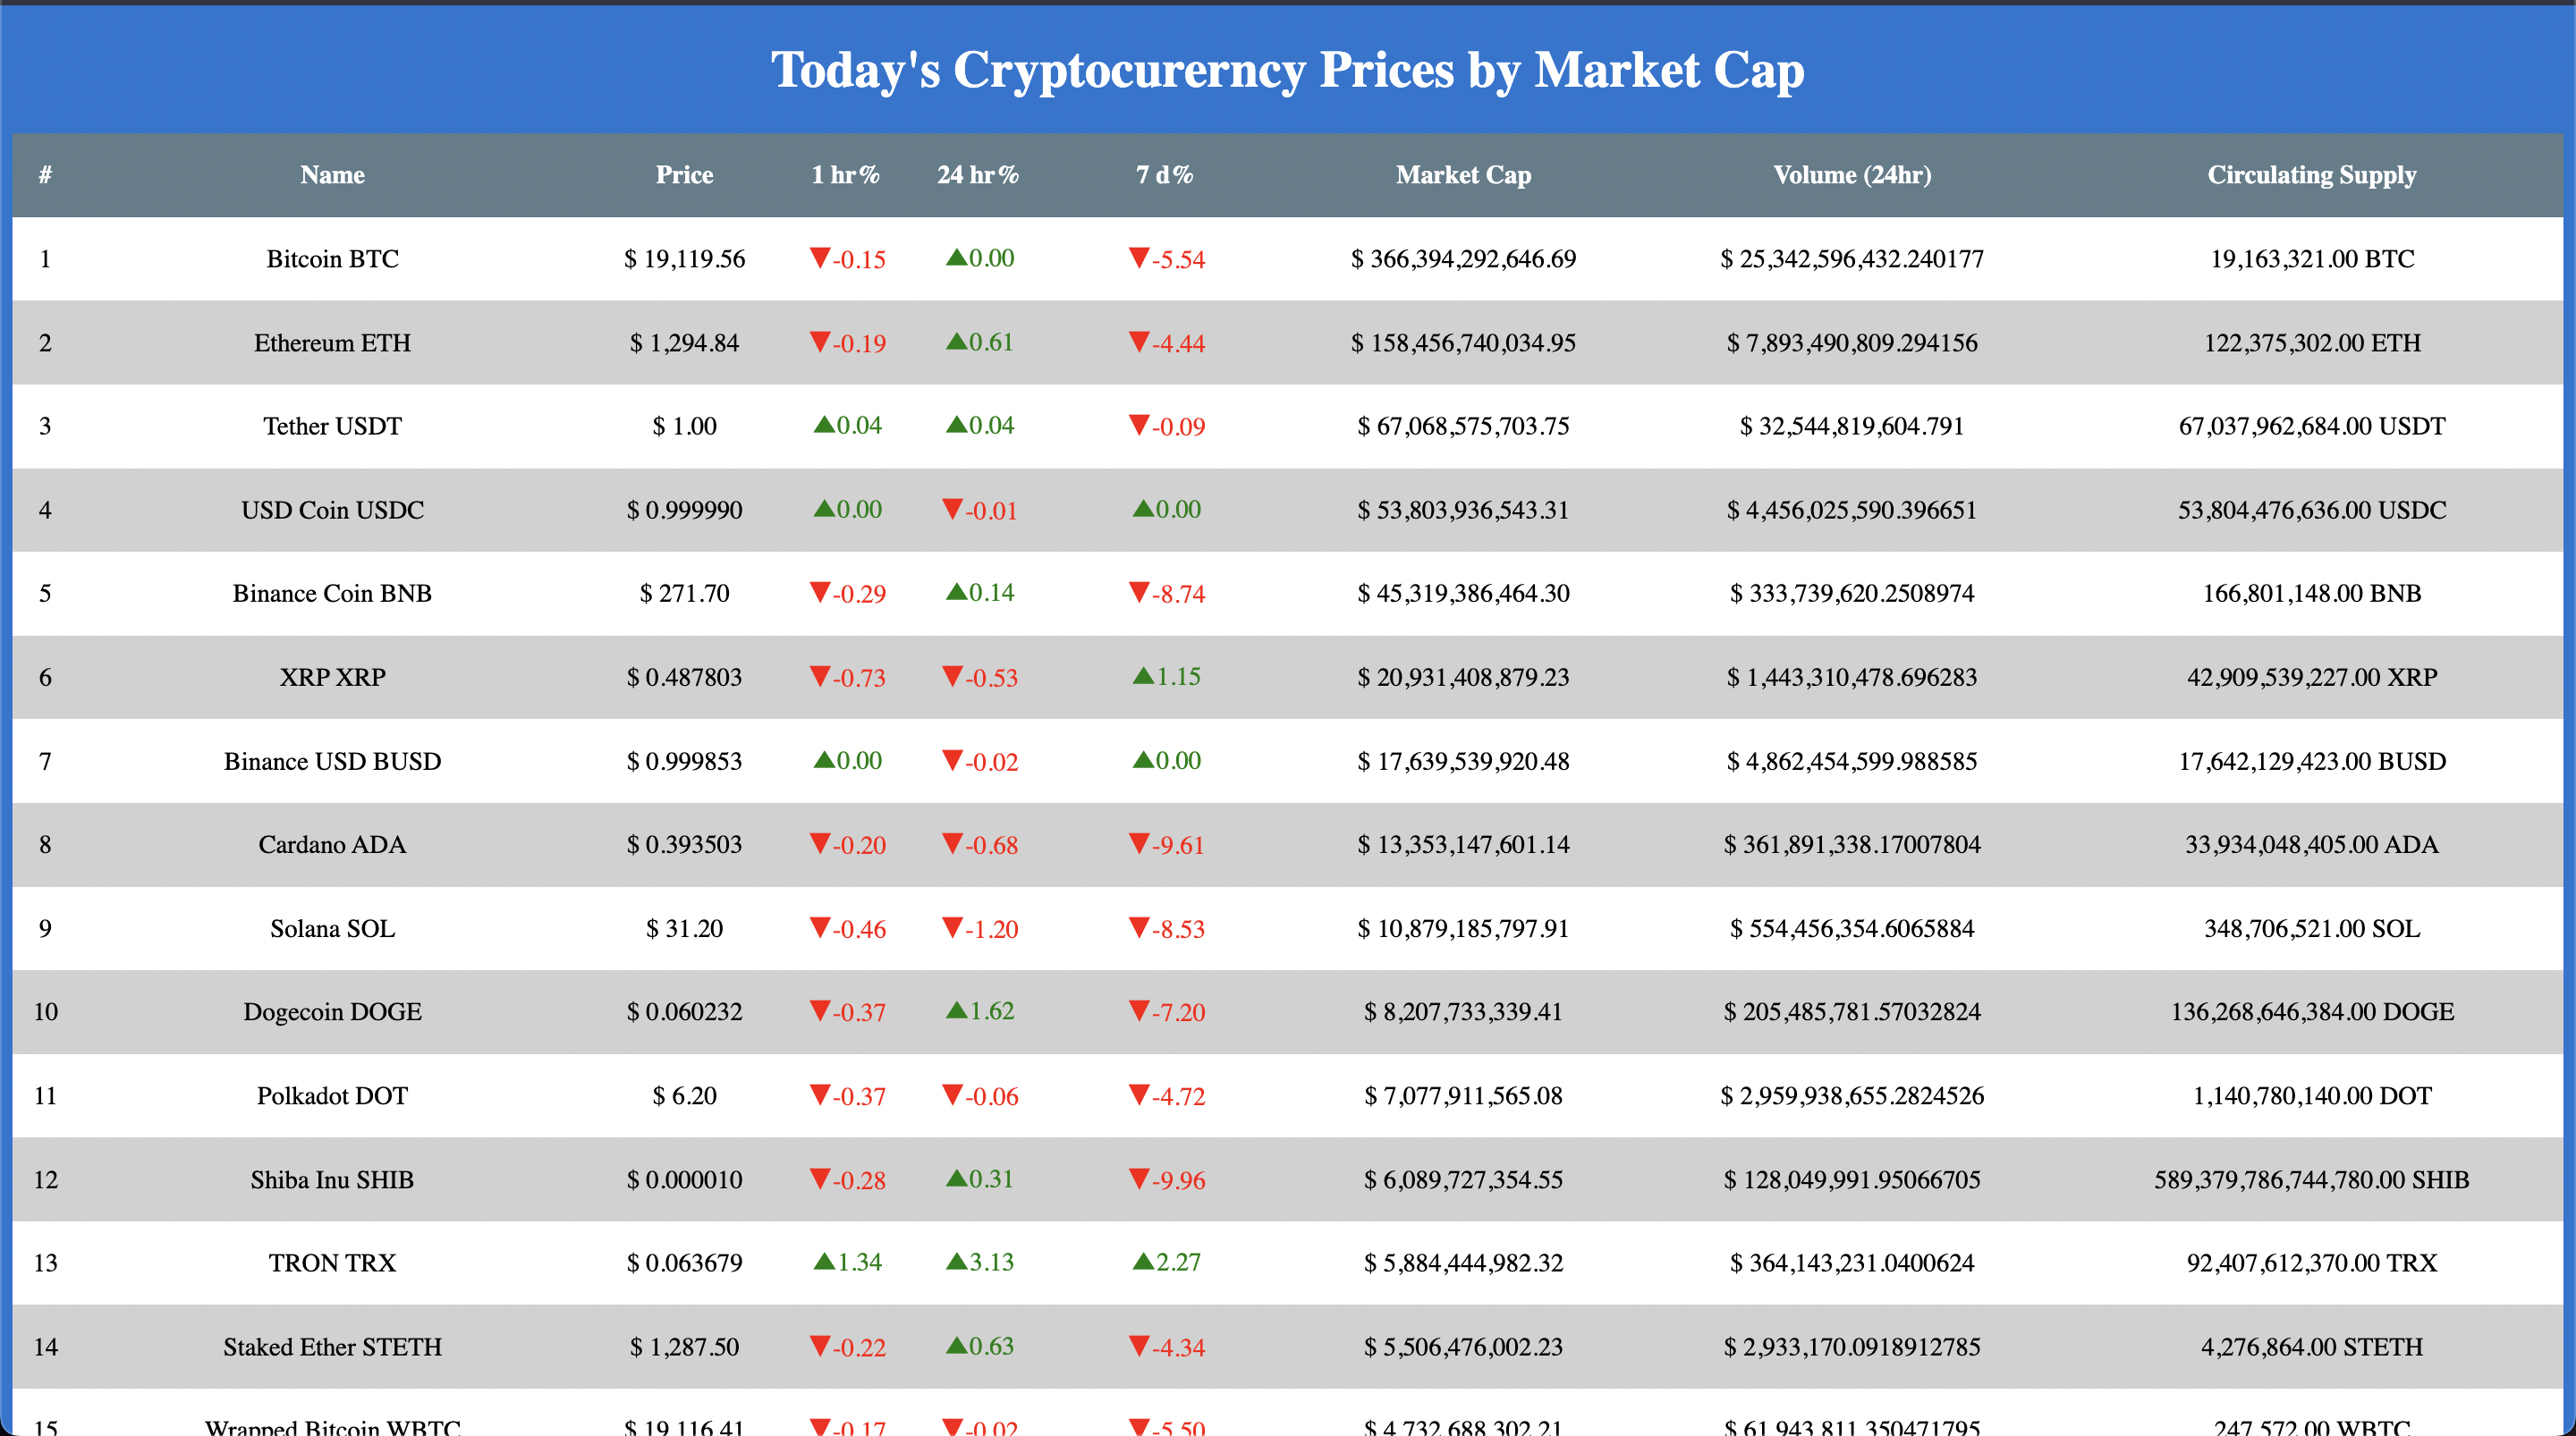 Today's Cryptocurerncy Prices by Market Cap
# Name Price 1 hr% 24 hr% 7 d% Market Cap Volume (24hr) Circulating Supply
1 Bitcoin BTC $ 19,119.56 ▼-0.15 ▲0.00 ▼-5.54 $ 366,394,292,646.69 $ 25,342,596,432.240177 19,163,321.00 BTC
2 Ethereum ETH $ 1,294.84 ▼-0.19 ▲0.61 ▼-4.44 $ 158,456,740,034.95 $ 7,893,490,809.294156 122,375,302.00 ETH
3 Tether USDT $ 1.00 ▲0.04 ▲0.04 ▼-0.09 $ 67,068,575,703.75 $ 32,544,819,604.791 67,037,962,684.00 USDT
4 USD Coin USDC $ 0.999990 ▲0.00 ▼-0.01 ▲0.00 $ 53,803,936,543.31 $ 4,456,025,590.396651 53,804,476,636.00 USDC
5 Binance Coin BNB $ 271.70 ▼-0.29 ▲0.14 ▼-8.74 $ 45,319,386,464.30 $ 333,739,620.2508974 166,801,148.00 BNB
6 XRP XRP $ 0.487803 ▼-0.73 ▼-0.53 ▲1.15 $ 20,931,408,879.23 $ 1,443,310,478.696283 42,909,539,227.00 XRP
7 Binance USD BUSD $ 0.999853 ▲0.00 ▼-0.02 ▲0.00 $ 17,639,539,920.48 $ 4,862,454,599.988585 17,642,129,423.00 BUSD
8 Cardano ADA $ 0.393503 ▼-0.20 ▼-0.68 ▼-9.61 $ 13,353,147,601.14 $ 361,891,338.17007804 33,934,048,405.00 ADA
9 Solana SOL $ 31.20 ▼-0.46 ▼-1.20 ▼-8.53 $ 10,879,185,797.91 $ 554,456,354.6065884 348,706,521.00 SOL
10 Dogecoin DOGE $ 0.060232 ▼-0.37 ▲1.62 ▼-7.20 $ 8,207,733,339.41 $ 205,485,781.57032824 136,268,646,384.00 DOGE
11 Polkadot DOT $ 6.20 ▼-0.37 ▼-0.06 ▼-4.72 $ 7,077,911,565.08 $ 2,959,938,655.2824526 1,140,780,140.00 DOT
12 Shiba Inu SHIB $ 0.000010 ▼-0.28 ▲0.31 ▼-9.96 $ 6,089,727,354.55 $ 128,049,991.95066705 589,379,786,744,780.00 SHIB
13 TRON TRX $ 0.063679 ▲1.34 ▲3.13 ▲2.27 $ 5,884,444,982.32 $ 364,143,231.0400624 92,407,612,370.00 TRX
14 Staked Ether STETH $ 1,287.50 ▼-0.22 ▲0.63 ▼-4.34 $ 5,506,476,002.23 $ 2,933,170.0918912785 4,276,864.00 STETH
15 Wrapped Bitcoin WBTC $ 19,116.41 ▼-0.17 ▼-0.02 ▼-5.50 $ 4,732,688,302.21 $ 61,943,811.350471795 247,572.00 WBTC